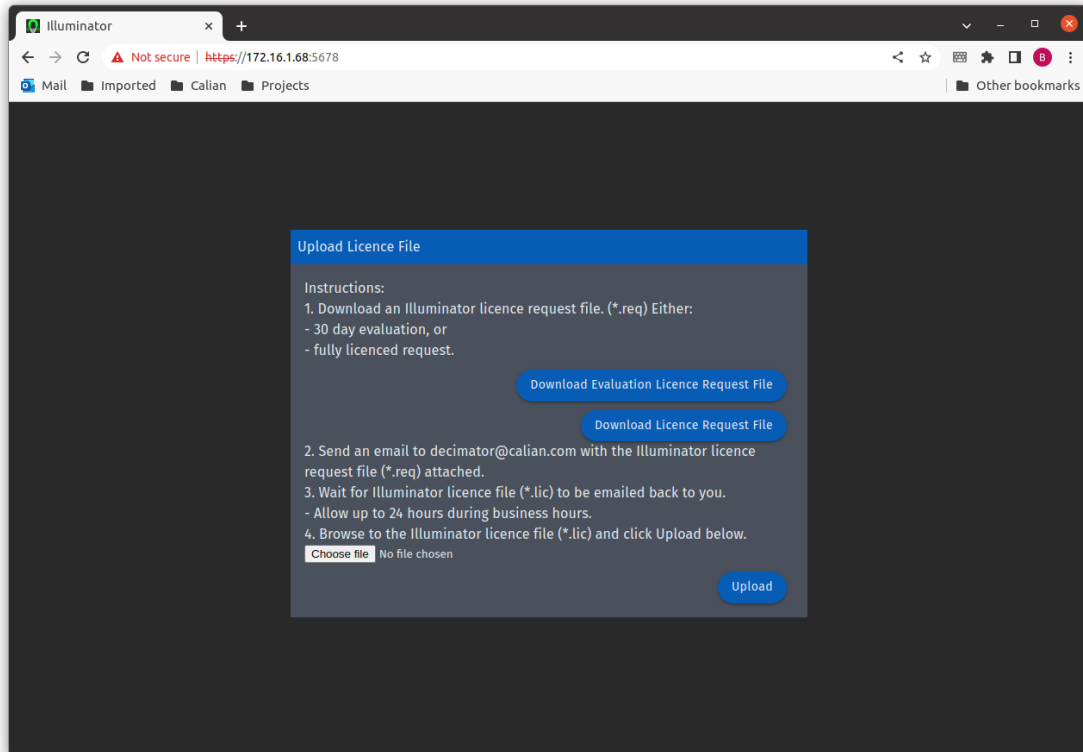 Illuminator
Not secure | https://172.16.1.68:5678
B
Mail Imported Calian Projects Other bookmarks
Upload Licence File
Instructions:
1. Download an Illuminator licence request file. (*.req) Either:
- 30 day evaluation, or
- fully licenced request.
Download Evaluation Licence Request File
Download Licence Request File
2. Send an email to decimator@calian.com with the Illuminator licence
request file (*.req) attached.
3. Wait for Illuminator licence file (*.lic) to be emailed back to you.
- Allow up to 24 hours during business hours.
4. Browse to the Illuminator licence file (*.lic) and click Upload below.
Choose file No file chosen
Upload